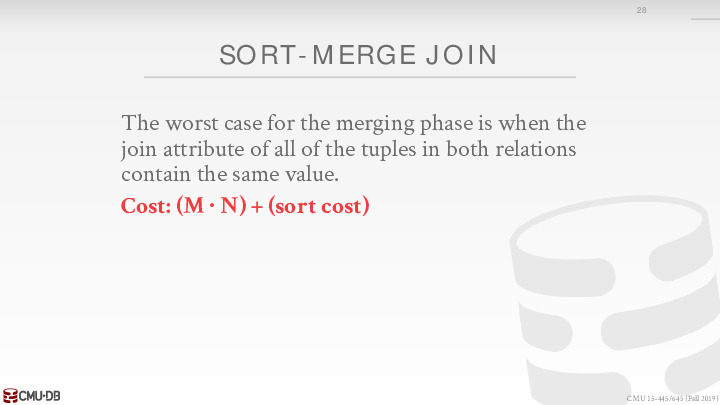 28
SORT-MERGE JOIN
The worst case for the merging phase is when the
join attribute of all of the tuples in both relations
contain the same value.
Cost: (M · N) + (sort cost)
CMU·DB
CMU 15-445/645 (Fall 2019)